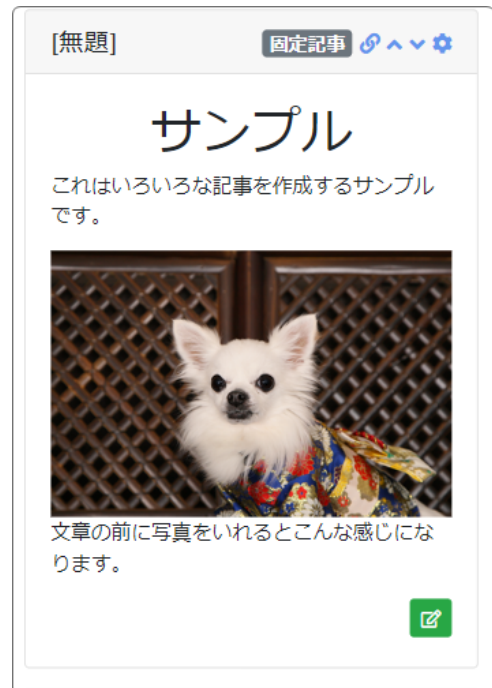 [無題] 固定記事
サンプル
これはいろいろな記事を作成するサンプル
です。
文章の前に写真をいれるとこんな感じにな
ります。